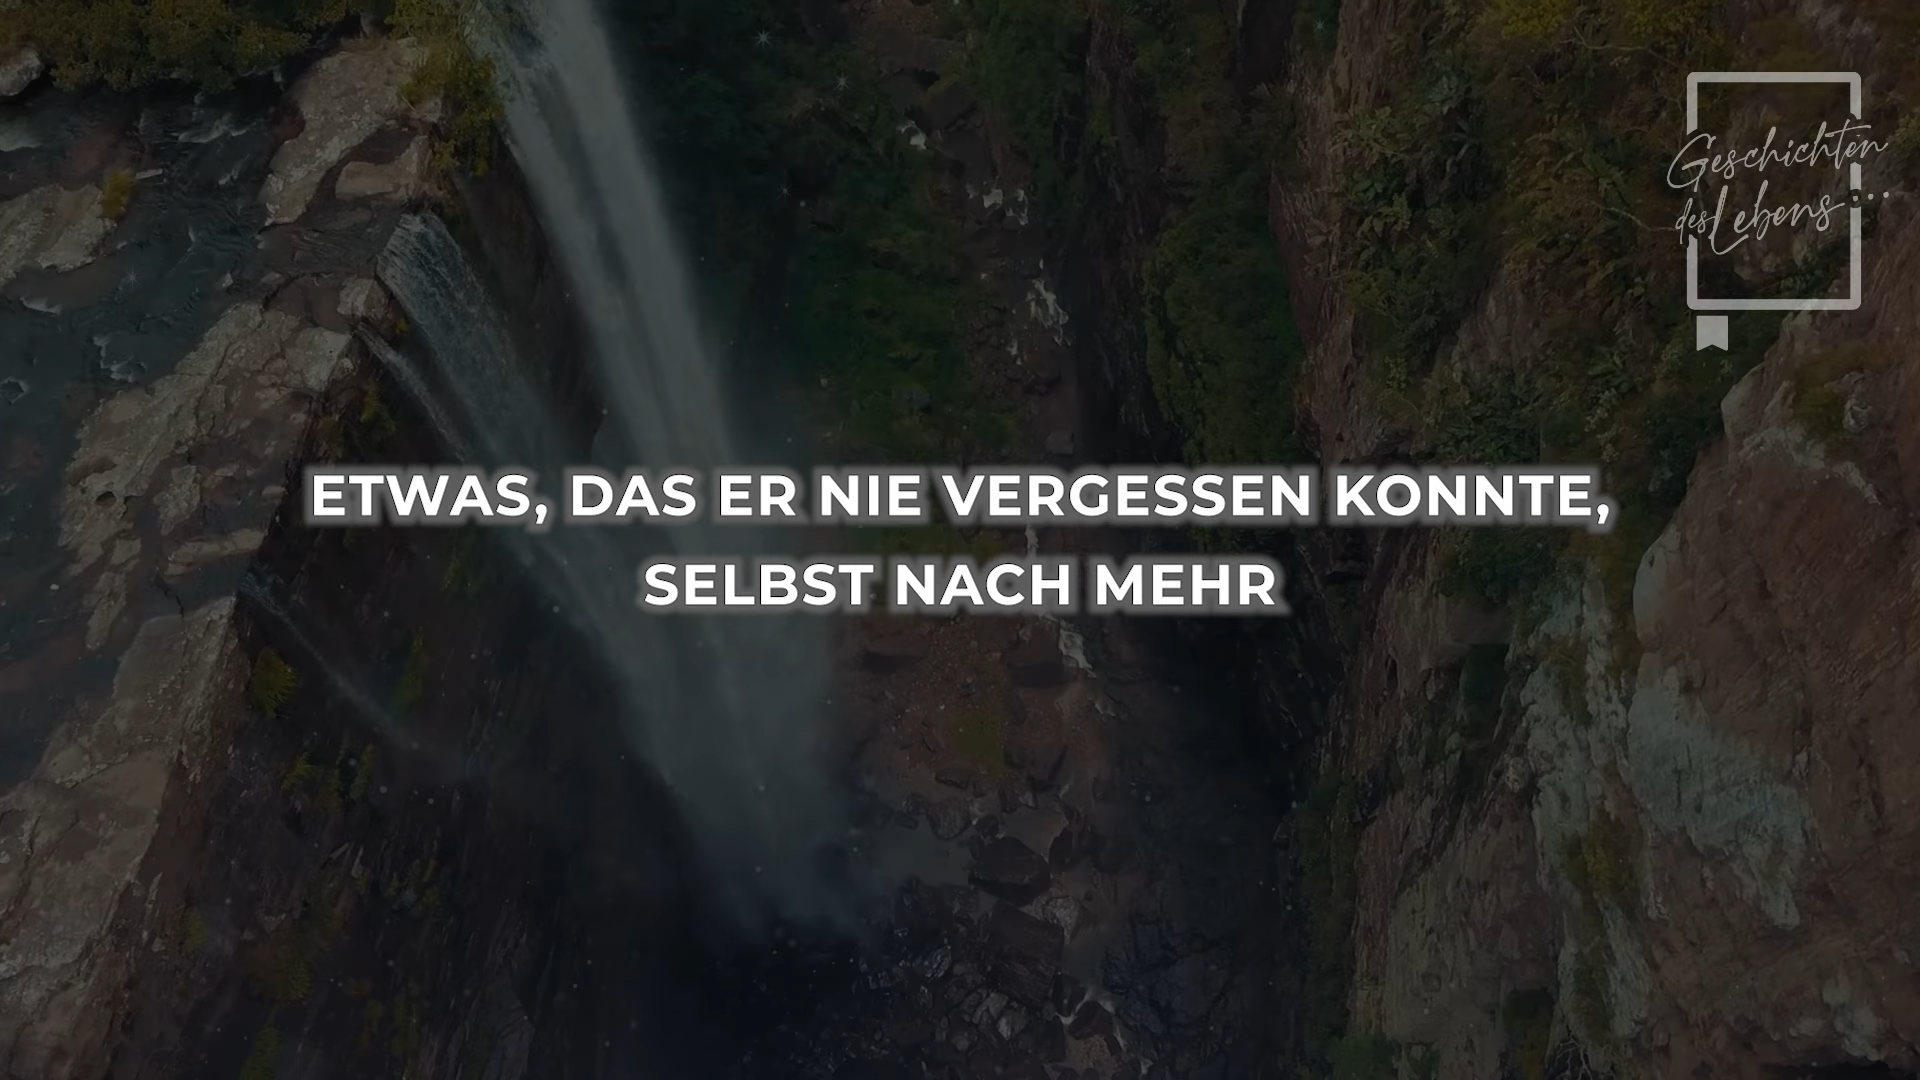 Geschichten
des Lebens ...
ETWAS, DAS ER NIE VERGESSEN KONNTE,
SELBST NACH MEHR